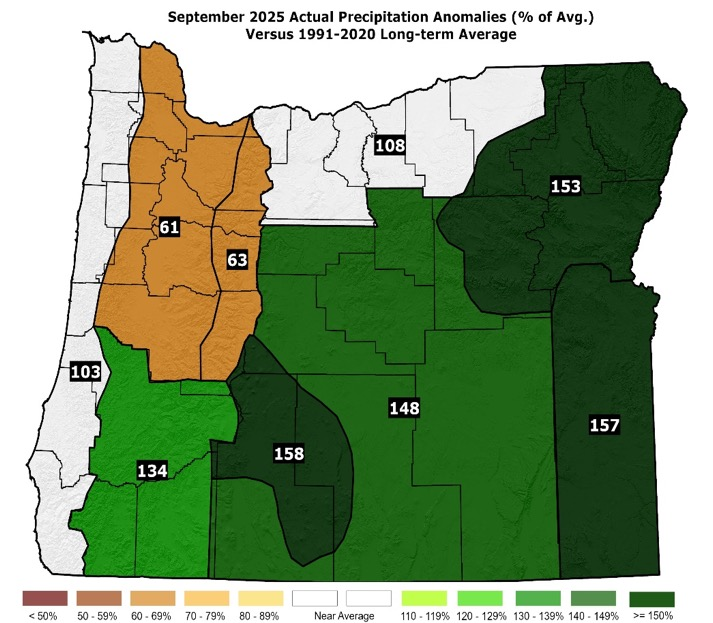 September 2025 Actual Precipitation Anomalies (% of Avg.)
Versus 1991-2020 Long-term Average
108
153
61
63
103
148
157
158
134
< 50%
50 - 59%
60 - 69%
70 - 79%
80 - 89%
Near Average
110 - 119%
120 - 129%
130 - 139%
140 - 149%
>= 150%